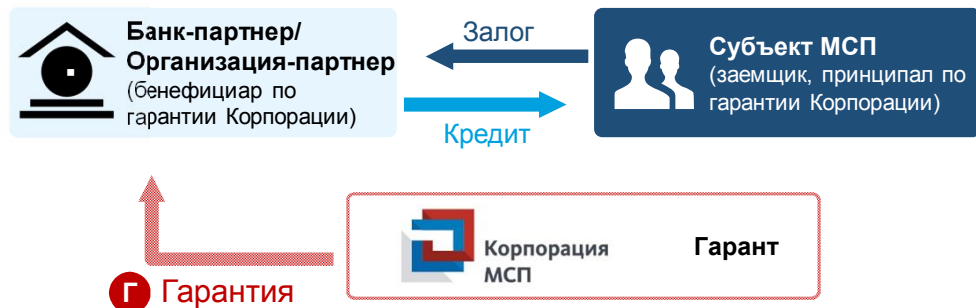 Банк-партнер/
Организация-партнер
(бенефициар по
гарантии Корпорации)
Залог
Кредит
Субъект МСП
(заемщик, принципал по
гарантии Корпорации)
Корпорация
МСП
Гарант
Г Гарантия